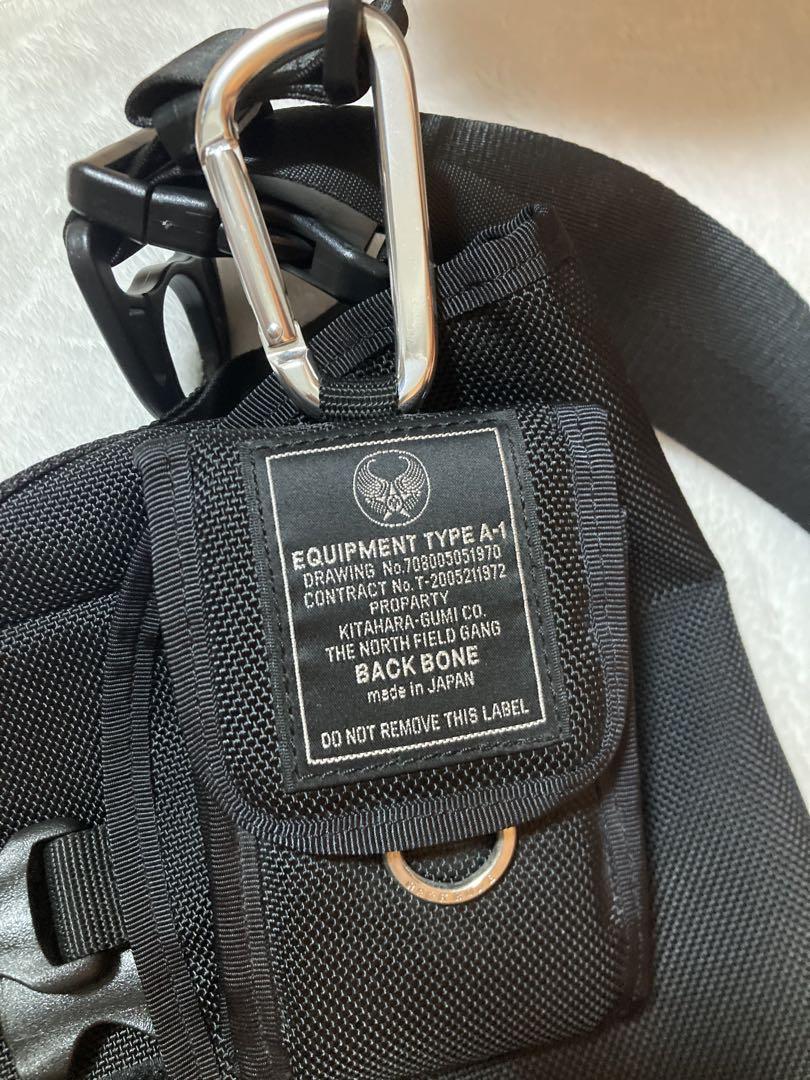 EQUIPMENT TYPE A-1
DRAWING No.708005051970
CONTRACT No.T-2005211972
PROPARTY
KITAHARA-GUMI CO.
THE NORTH FIELD GANG
BACK BONE
made in JAPAN
DO NOT REMOVE THIS LABEL